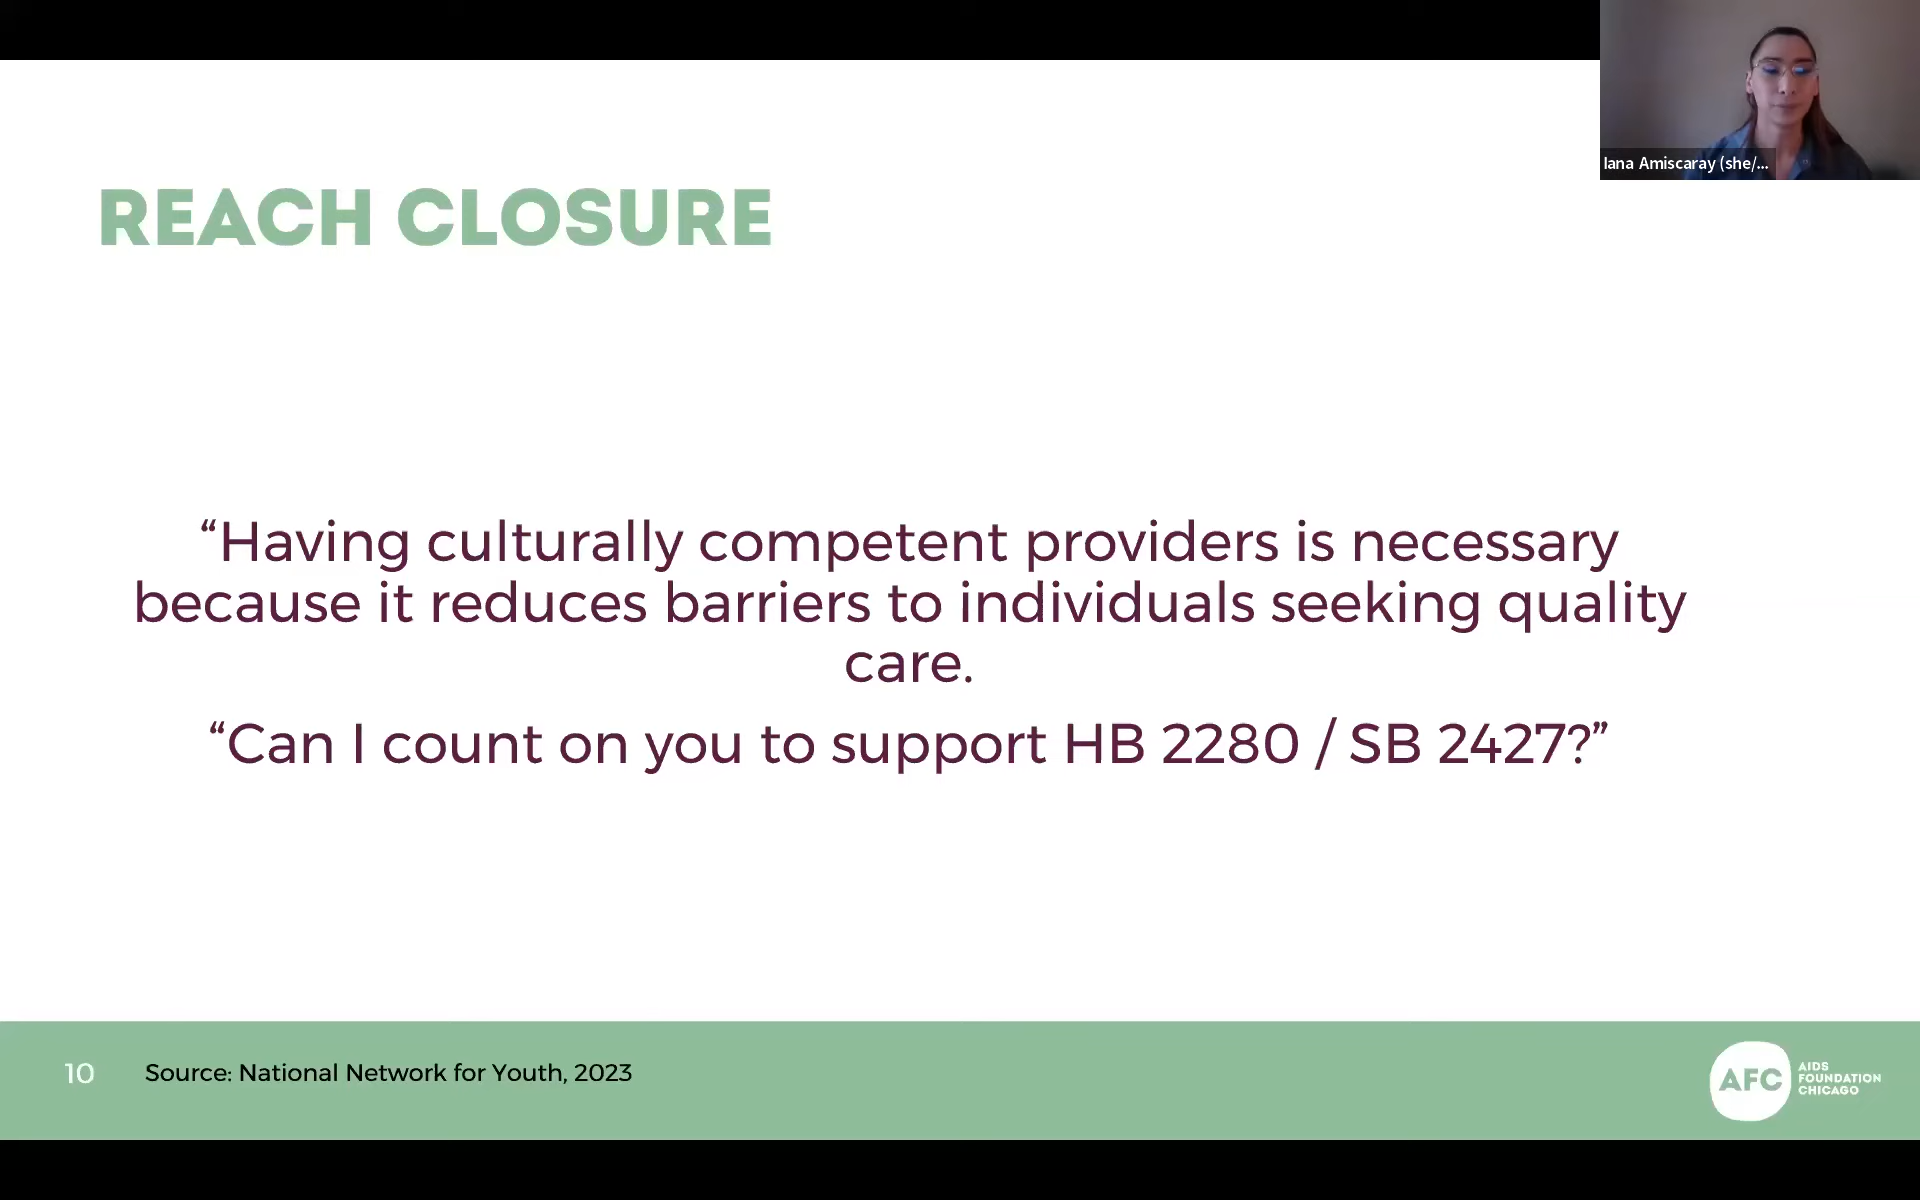 Iana Amiscaray (she/...
REACH CLOSURE
“Having culturally competent providers is necessary
because it reduces barriers to individuals seeking quality
care.
“Can I count on you to support HB 2280 / SB 2427?”
10
Source: National Network for Youth, 2023
AFC
AIDS
FOUNDATION
CHICAGO